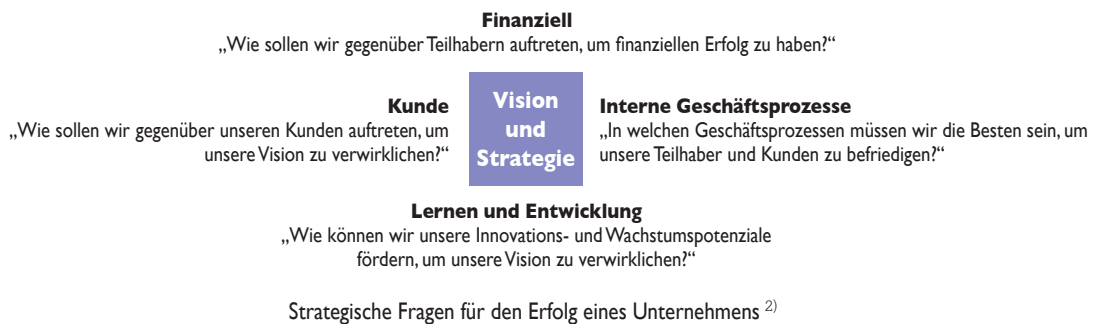 Finanziell
„Wie sollen wir gegenüber Teilhabern auftreten, um finanziellen Erfolg zu haben?“
Kunde
„Wie sollen wir gegenüber unseren Kunden auftreten, um
unsere Vision zu verwirklichen?“
Vision
und
Strategie
Interne Geschäftsprozesse
„In welchen Geschäftsprozessen müssen wir die Besten sein, um
unsere Teilhaber und Kunden zu befriedigen?“
Lernen und Entwicklung
„Wie können wir unsere Innovations- und Wachstumspotenziale
fördern, um unsere Vision zu verwirklichen?“
Strategische Fragen für den Erfolg eines Unternehmens 2)